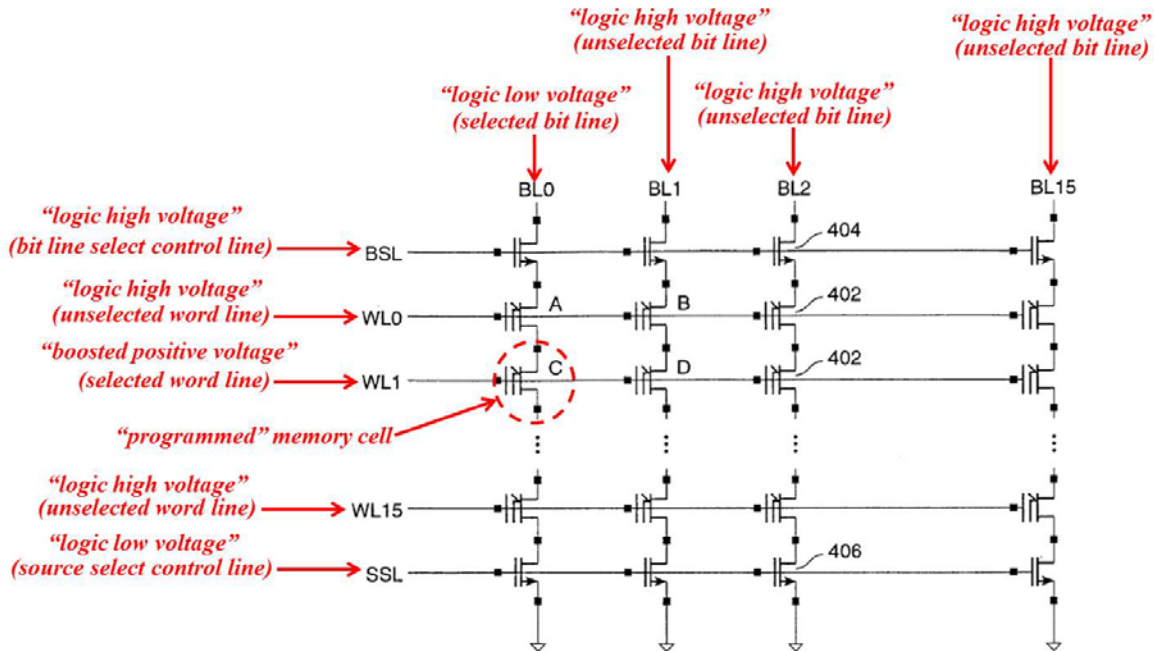 “logic high voltage”
(unselected bit line)
“logic high voltage”
(unselected bit line)
“logic low voltage”
(selected bit line)
“logic high voltage”
(unselected bit line)
BL0
BL1
BL2
BL15
“logic high voltage”
(bit line select control line)
BSL
404
“logic high voltage”
(unselected word line)
WL0
A
B
402
“boosted positive voltage”
(selected word line)
WL1
C
D
402
“programmed” memory cell
“logic high voltage”
(unselected word line)
WL15
“logic low voltage”
(source select control line)
SSL
406